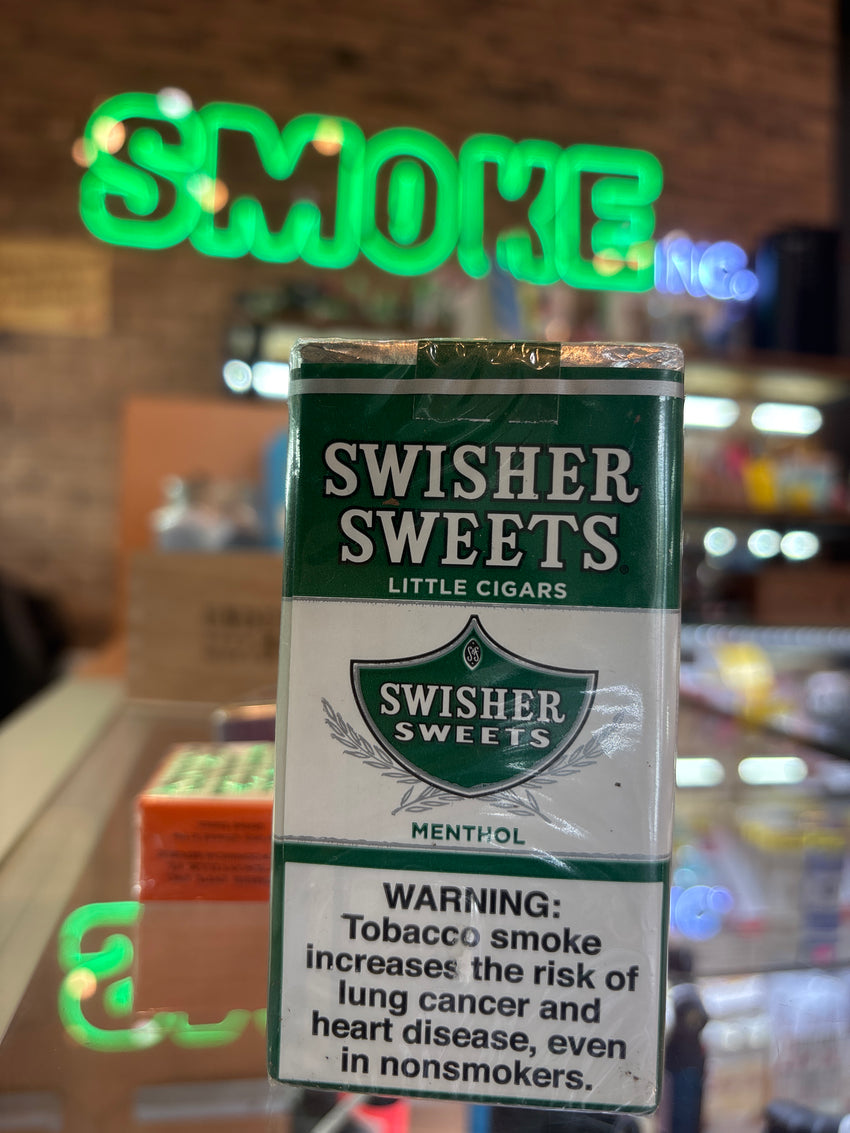 SMOKE
INC.
SWISHER
SWEETS
LITTLE CIGARS
SWISHER
SWEETS
MENTHOL
WARNING:
Tobacco smoke
increases the risk of
lung cancer and
heart disease, even
in nonsmokers.